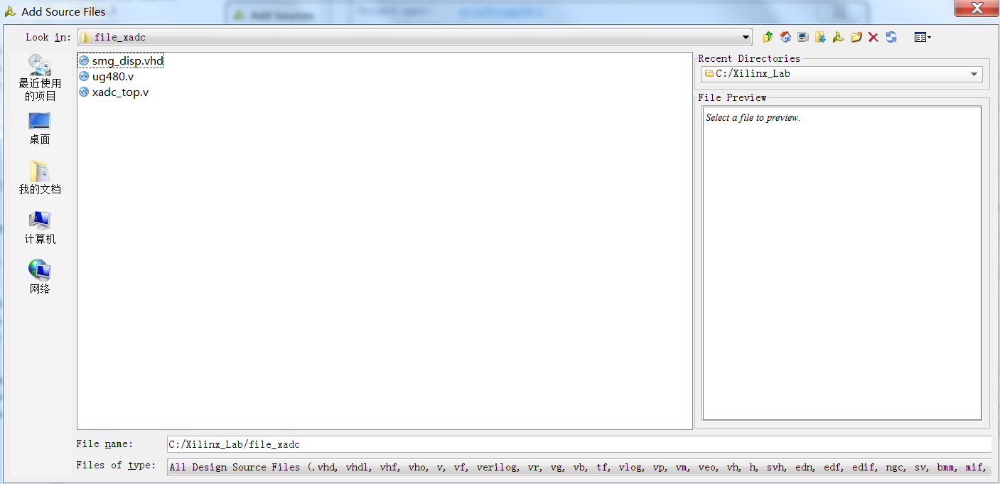 Add Source Files
Look in:
file_xadc
最近使用
的项目
桌面
我的文档
计算机
网络
smg_disp.vhd
ug480.v
xadc_top.v
Recent Directories
C:/Xilinx_Lab
File Preview
Select a file to preview.
File name:
C:/Xilinx_Lab/file_xadc
Files of type:
All Design Source Files (.vhd, vhdl, vhf, vho, v, vf, verilog, vr, vg, vb, tf, vlog, vp, vm, veo, vh, h, svh, edn, edf, edif, ngc, sv, bmm, mif,